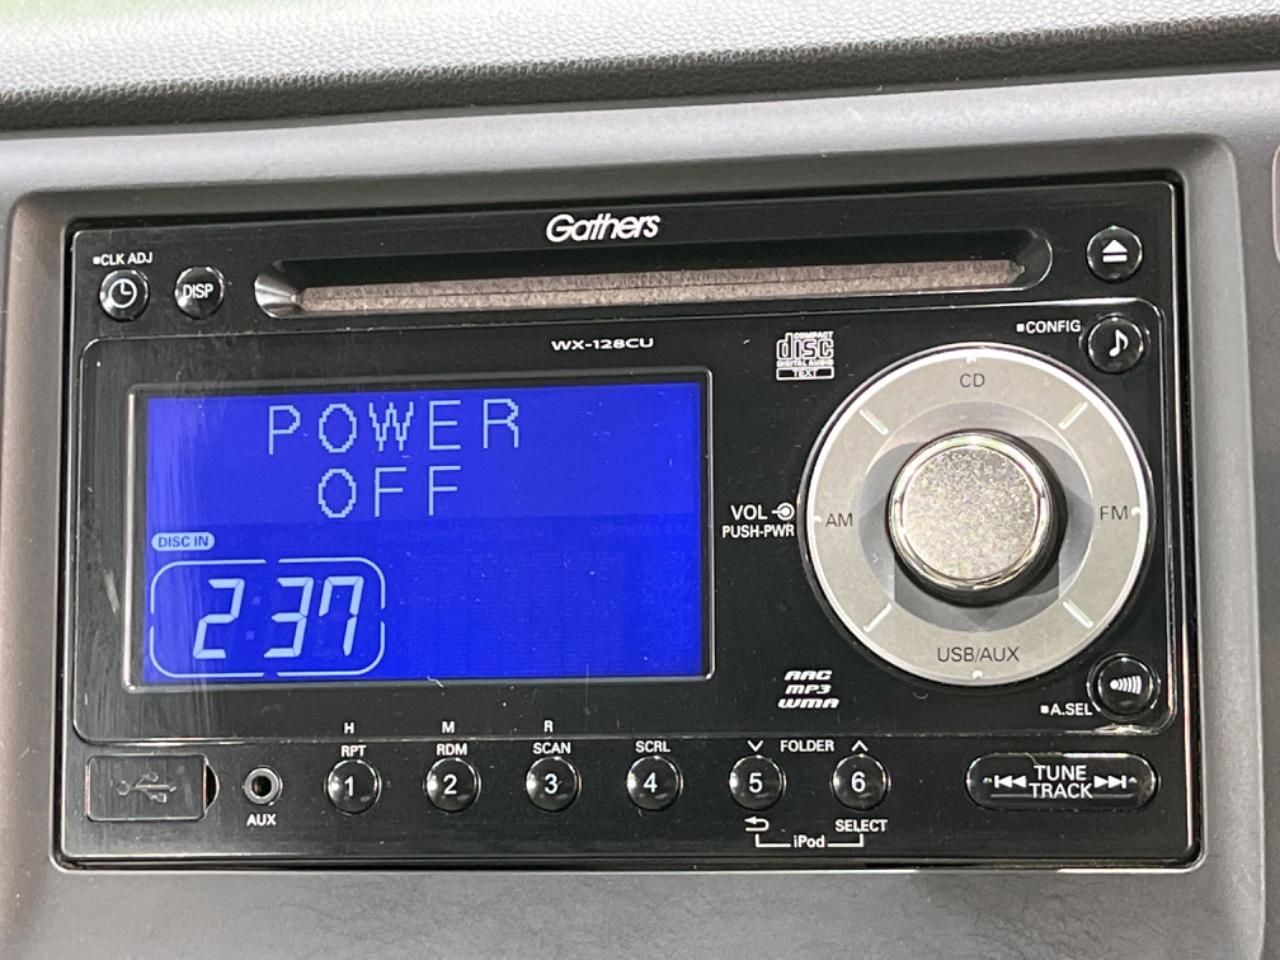 Gathers
CLK ADJ
DISP
WX-128CU
COMPACT
disc
DIGITAL AUDIO
TEXT
CONFIG
POWER
OFF
DISC IN
2:37
CD
AM
FM
USB/AUX
VOL
PUSH-PWR
AAC
MP3
WMA
A.SEL
H
M
R
RPT
RDM
SCAN
SCRL
FOLDER
1
2
3
4
5
6
TUNE
TRACK
AUX
SELECT
iPod